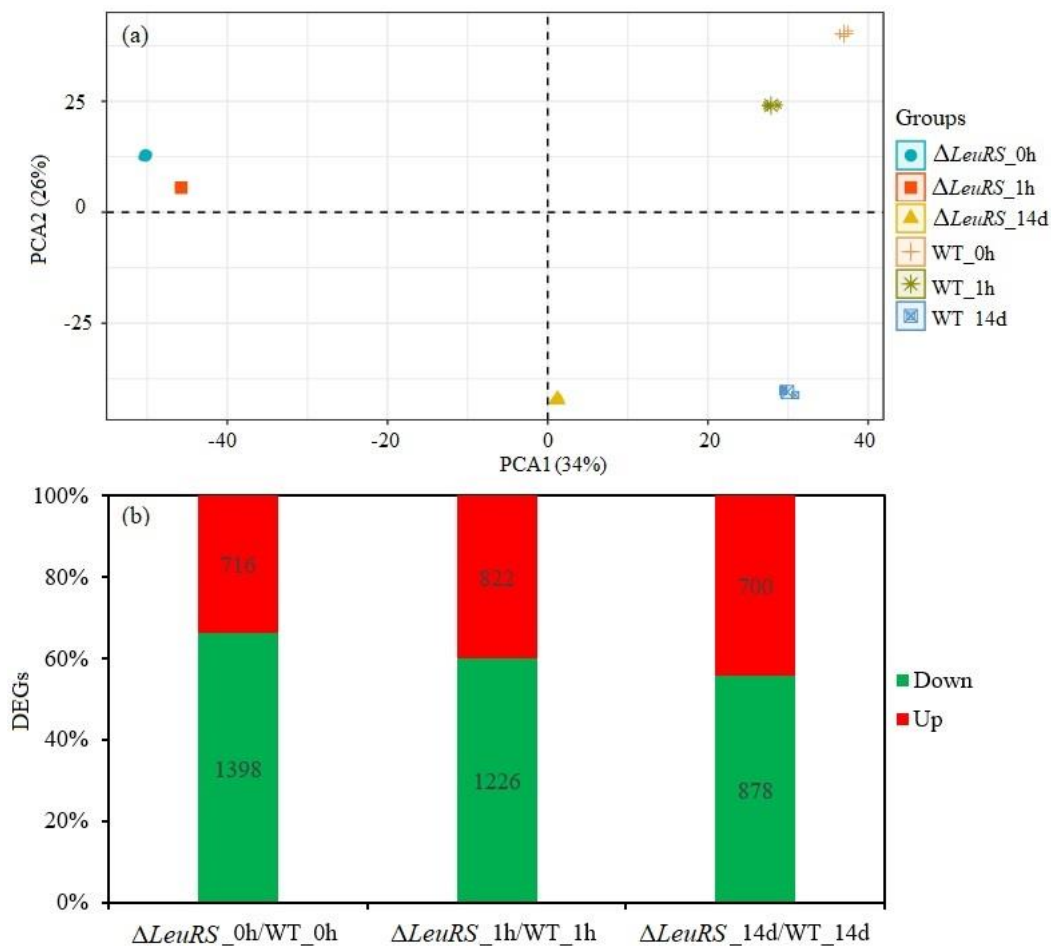 (a)
25
0
-25
PCA2 (26%)
-40
-20
0
20
40
PCA1 (34%)
Groups
ΔLeuRS_0h
ΔLeuRS_1h
ΔLeuRS_14d
WT_0h
WT_1h
WT_14d
(b)
100%
80%
60%
40%
20%
0%
DEGs
716
822
700
1398
1226
878
Down
Up
ΔLeuRS_0h/WT_0h
ΔLeuRS_1h/WT_1h
ΔLeuRS_14d/WT_14d